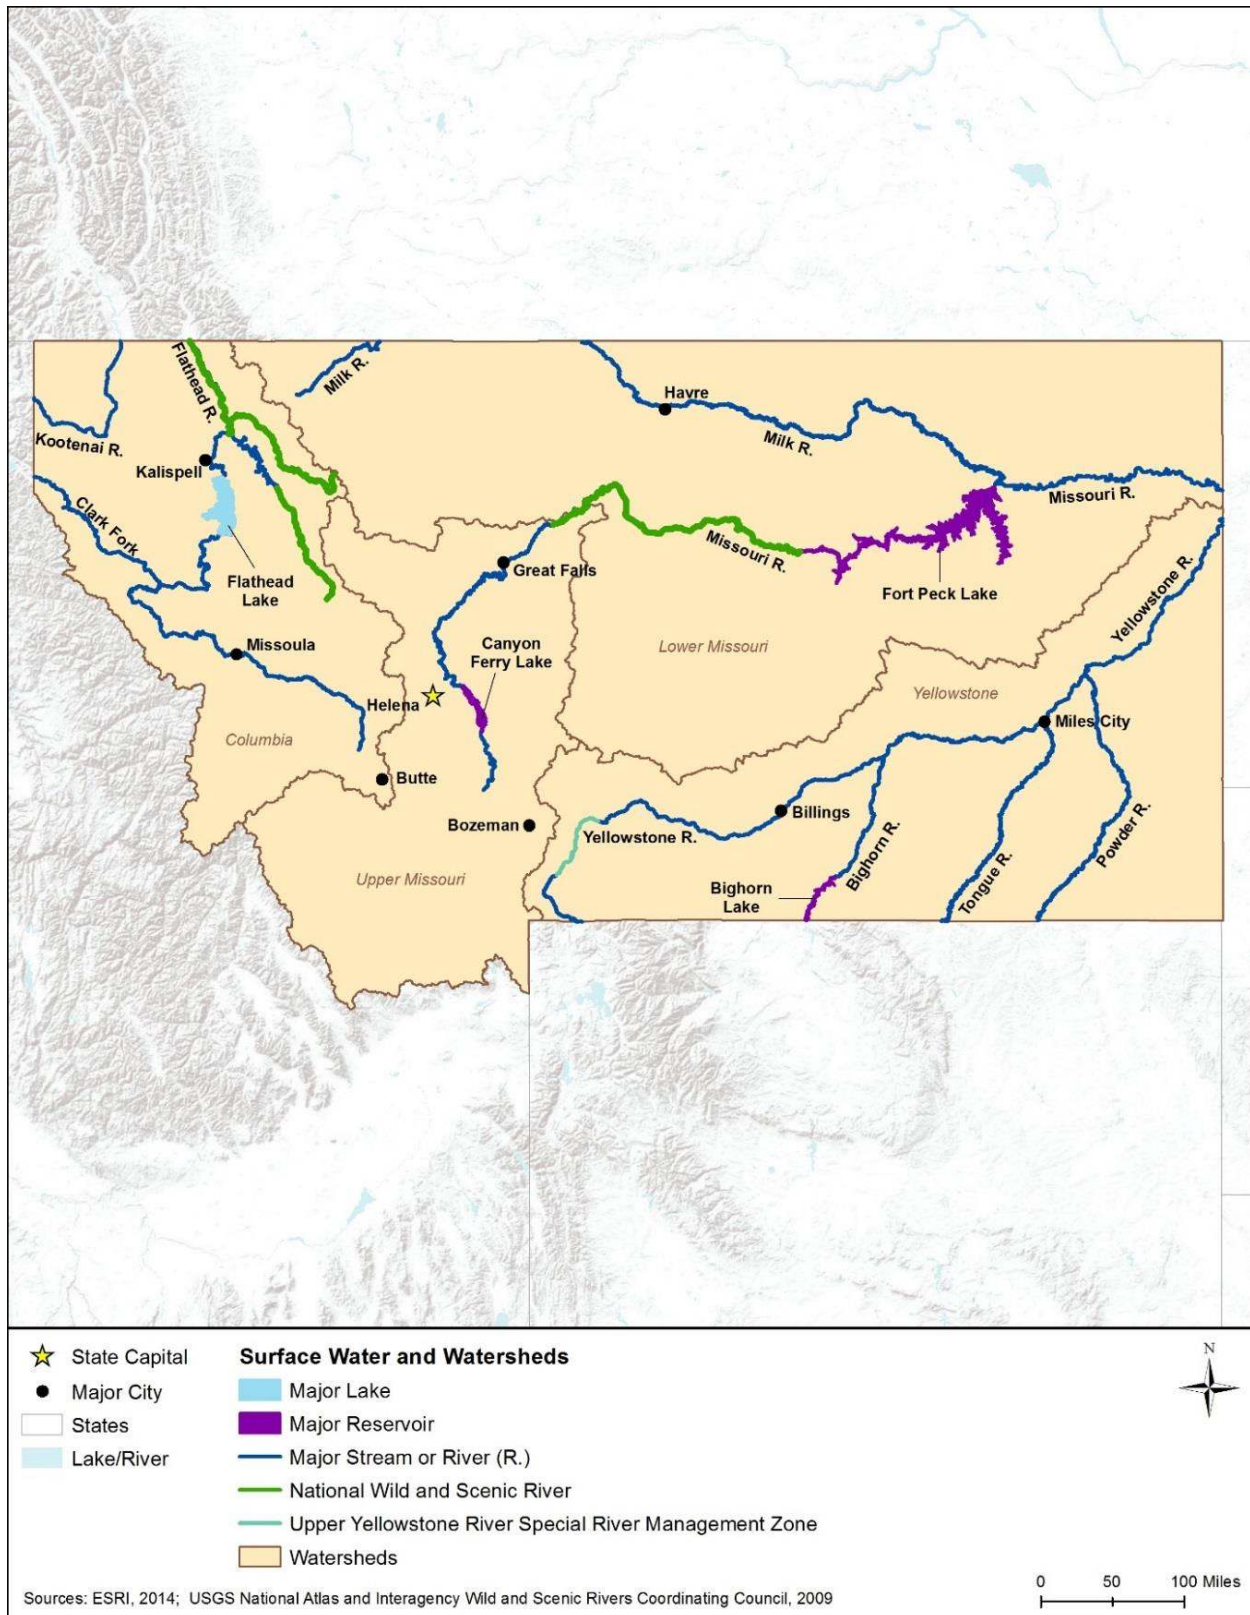 Flathead R.
Milk R.
Havre
Kootenai R.
Milk R.
Kalispell
Missouri R.
Clark Fork
Missouri R.
Great Falls
Flathead
Lake
Fort Peck Lake
Yellowstone R.
Missoula
Canyon
Ferry Lake
Lower Missouri
Yellowstone
Helena
Miles City
Columbia
Butte
Billings
Bozeman
Yellowstone R.
Bighorn R.
Powder R.
Upper Missouri
Bighorn
Lake
Tongue R.
State Capital
Major City
States
Lake/River
Surface Water and Watersheds
Major Lake
Major Reservoir
Major Stream or River (R.)
National Wild and Scenic River
Upper Yellowstone River Special River Management Zone
Watersheds
N
Sources: ESRI, 2014; USGS National Atlas and Interagency Wild and Scenic Rivers Coordinating Council, 2009
0 50 100 Miles